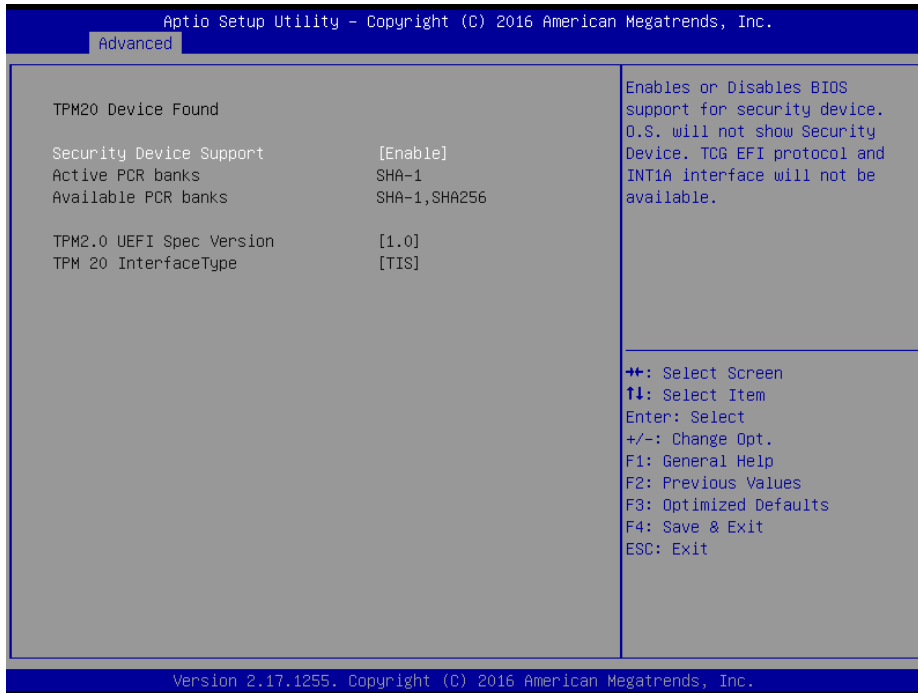 Aptio Setup Utility – Copyright (C) 2016 American Megatrends, Inc.
Advanced
TPM20 Device Found
Security Device Support [Enable]
Active PCR banks SHA-1
Available PCR banks SHA-1,SHA256
TPM2.0 UEFI Spec Version [1.0]
TPM 20 InterfaceType [TIS]
Enables or Disables BIOS
support for security device.
O.S. will not show Security
Device. TCG EFI protocol and
INT1A interface will not be
available.
→←: Select Screen
↑↓: Select Item
Enter: Select
+/-: Change Opt.
F1: General Help
F2: Previous Values
F3: Optimized Defaults
F4: Save & Exit
ESC: Exit
Version 2.17.1255. Copyright (C) 2016 American Megatrends, Inc.